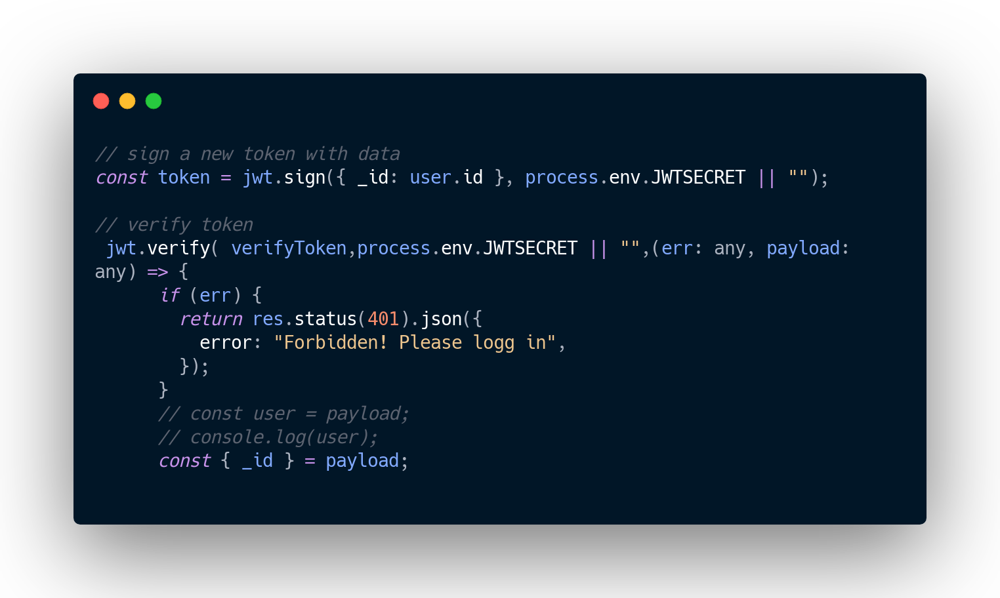 // sign a new token with data
const token = jwt.sign({ _id: user.id }, process.env.JWTSECRET || "");
// verify token
jwt.verify( verifyToken,process.env.JWTSECRET || "",(err: any, payload:
any) => {
if (err) {
return res.status(401).json({
error: "Forbidden! Please logg in",
});
}
// const user = payload;
// console.log(user);
const { _id } = payload;